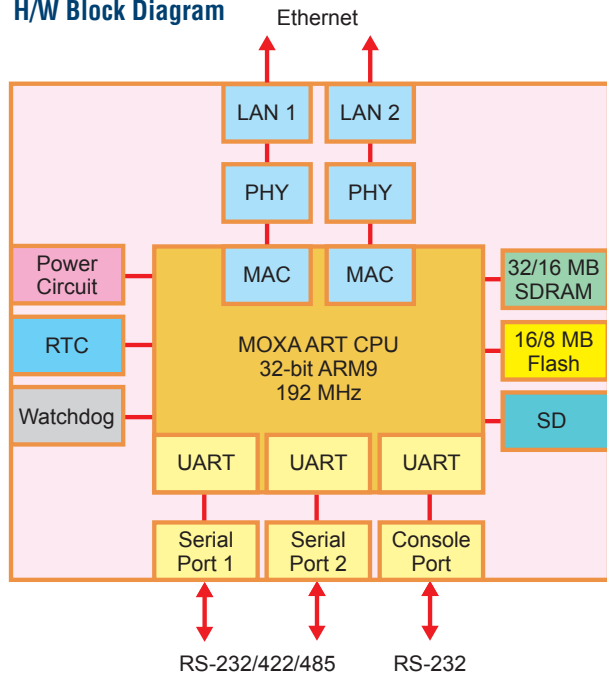 H/W Block Diagram
Ethernet
LAN 1
LAN 2
PHY
PHY
MAC
MAC
Power
Circuit
RTC
Watchdog
MOXA ART CPU
32-bit ARM9
192 MHz
32/16 MB
SDRAM
16/8 MB
Flash
SD
UART
UART
UART
Serial
Port 1
Serial
Port 2
Console
Port
RS-232/422/485
RS-232